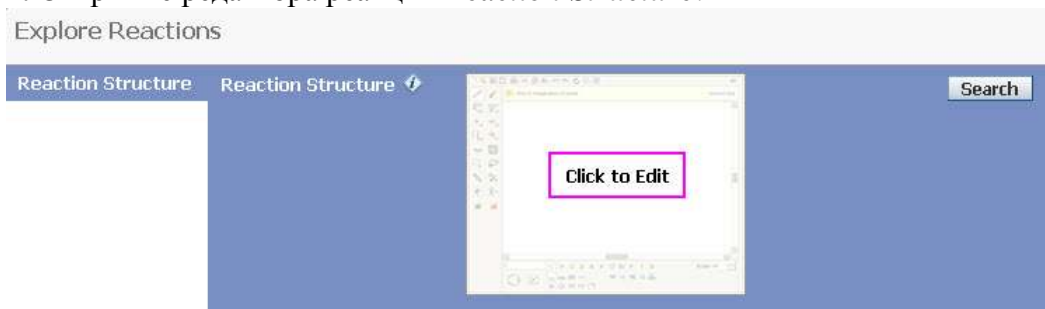 Explore Reactions
Reaction Structure
Reaction Structure
Search
Click to Edit